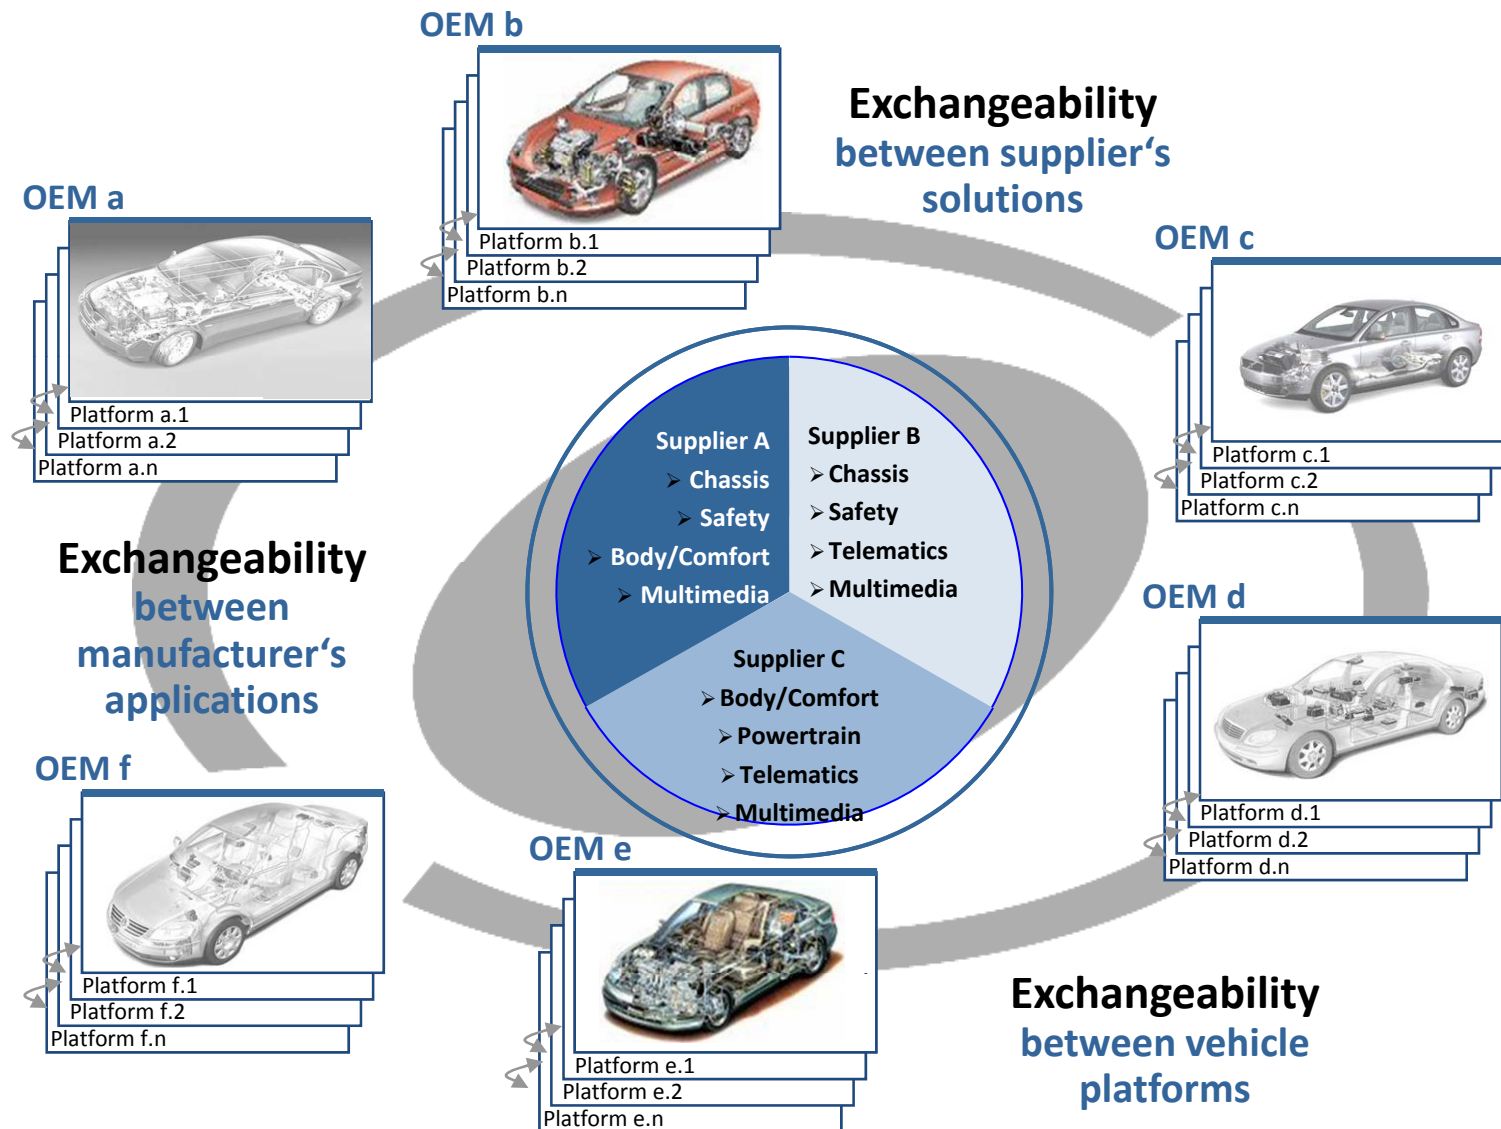 OEM b
Platform b.1
Platform b.2
Platform b.n
Exchangeability
between supplier‘s
solutions
OEM a
Platform a.1
Platform a.2
Platform a.n
OEM c
Platform c.1
Platform c.2
Platform c.n
Supplier A
➢ Chassis
➢ Safety
➢ Body/Comfort
➢ Multimedia
Supplier B
➢ Chassis
➢ Safety
➢ Telematics
➢ Multimedia
Supplier C
➢ Body/Comfort
➢ Powertrain
➢ Telematics
➢ Multimedia
Exchangeability
between
manufacturer‘s
applications
OEM d
Platform d.1
Platform d.2
Platform d.n
OEM f
Platform f.1
Platform f.2
Platform f.n
OEM e
Platform e.1
Platform e.2
Platform e.n
Exchangeability
between vehicle
platforms